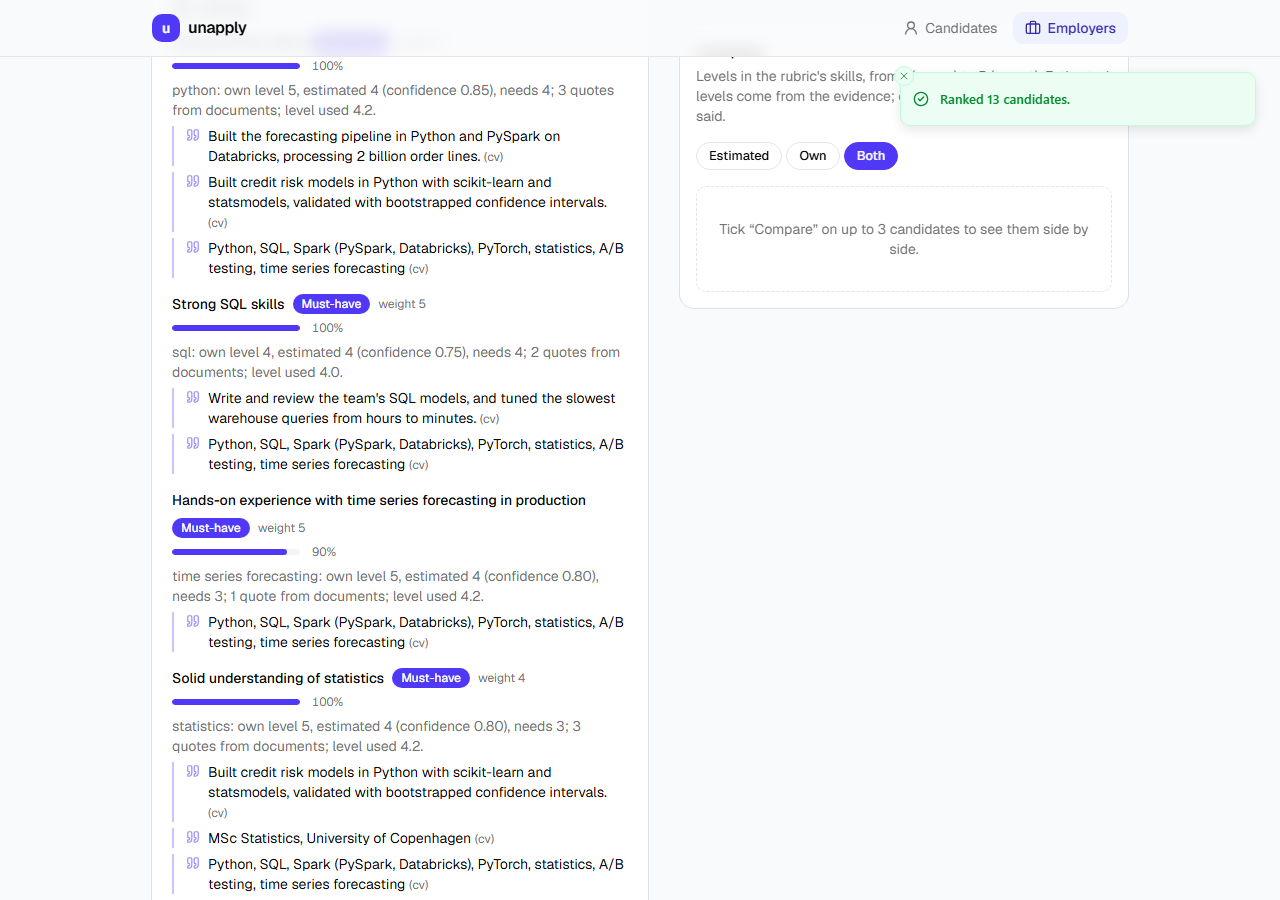 u unapply
Candidates
Employers
100%
python: own level 5, estimated 4 (confidence 0.85), needs 4; 3 quotes
from documents; level used 4.2.
Built the forecasting pipeline in Python and PySpark on
Databricks, processing 2 billion order lines. (cv)
Built credit risk models in Python with scikit-learn and
statsmodels, validated with bootstrapped confidence intervals.
(cv)
Python, SQL, Spark (PySpark, Databricks), PyTorch, statistics, A/B
testing, time series forecasting (cv)
Strong SQL skills Must-have weight 5
100%
sql: own level 4, estimated 4 (confidence 0.75), needs 4; 2 quotes from
documents; level used 4.0.
Write and review the team's SQL models, and tuned the slowest
warehouse queries from hours to minutes. (cv)
Python, SQL, Spark (PySpark, Databricks), PyTorch, statistics, A/B
testing, time series forecasting (cv)
Hands-on experience with time series forecasting in production
Must-have weight 5
90%
time series forecasting: own level 5, estimated 4 (confidence 0.80),
needs 3; 1 quote from documents; level used 4.2.
Python, SQL, Spark (PySpark, Databricks), PyTorch, statistics, A/B
testing, time series forecasting (cv)
Solid understanding of statistics Must-have weight 4
100%
statistics: own level 5, estimated 4 (confidence 0.80), needs 3; 3
quotes from documents; level used 4.2.
Built credit risk models in Python with scikit-learn and
statsmodels, validated with bootstrapped confidence intervals.
(cv)
MSc Statistics, University of Copenhagen (cv)
Python, SQL, Spark (PySpark, Databricks), PyTorch, statistics, A/B
testing, time series forecasting (cv)
Levels in the rubric's skills, from
levels come from the evidence;
said.
Estimated Own Both
Tick “Compare” on up to 3 candidates to see them side by
side.
Ranked 13 candidates.